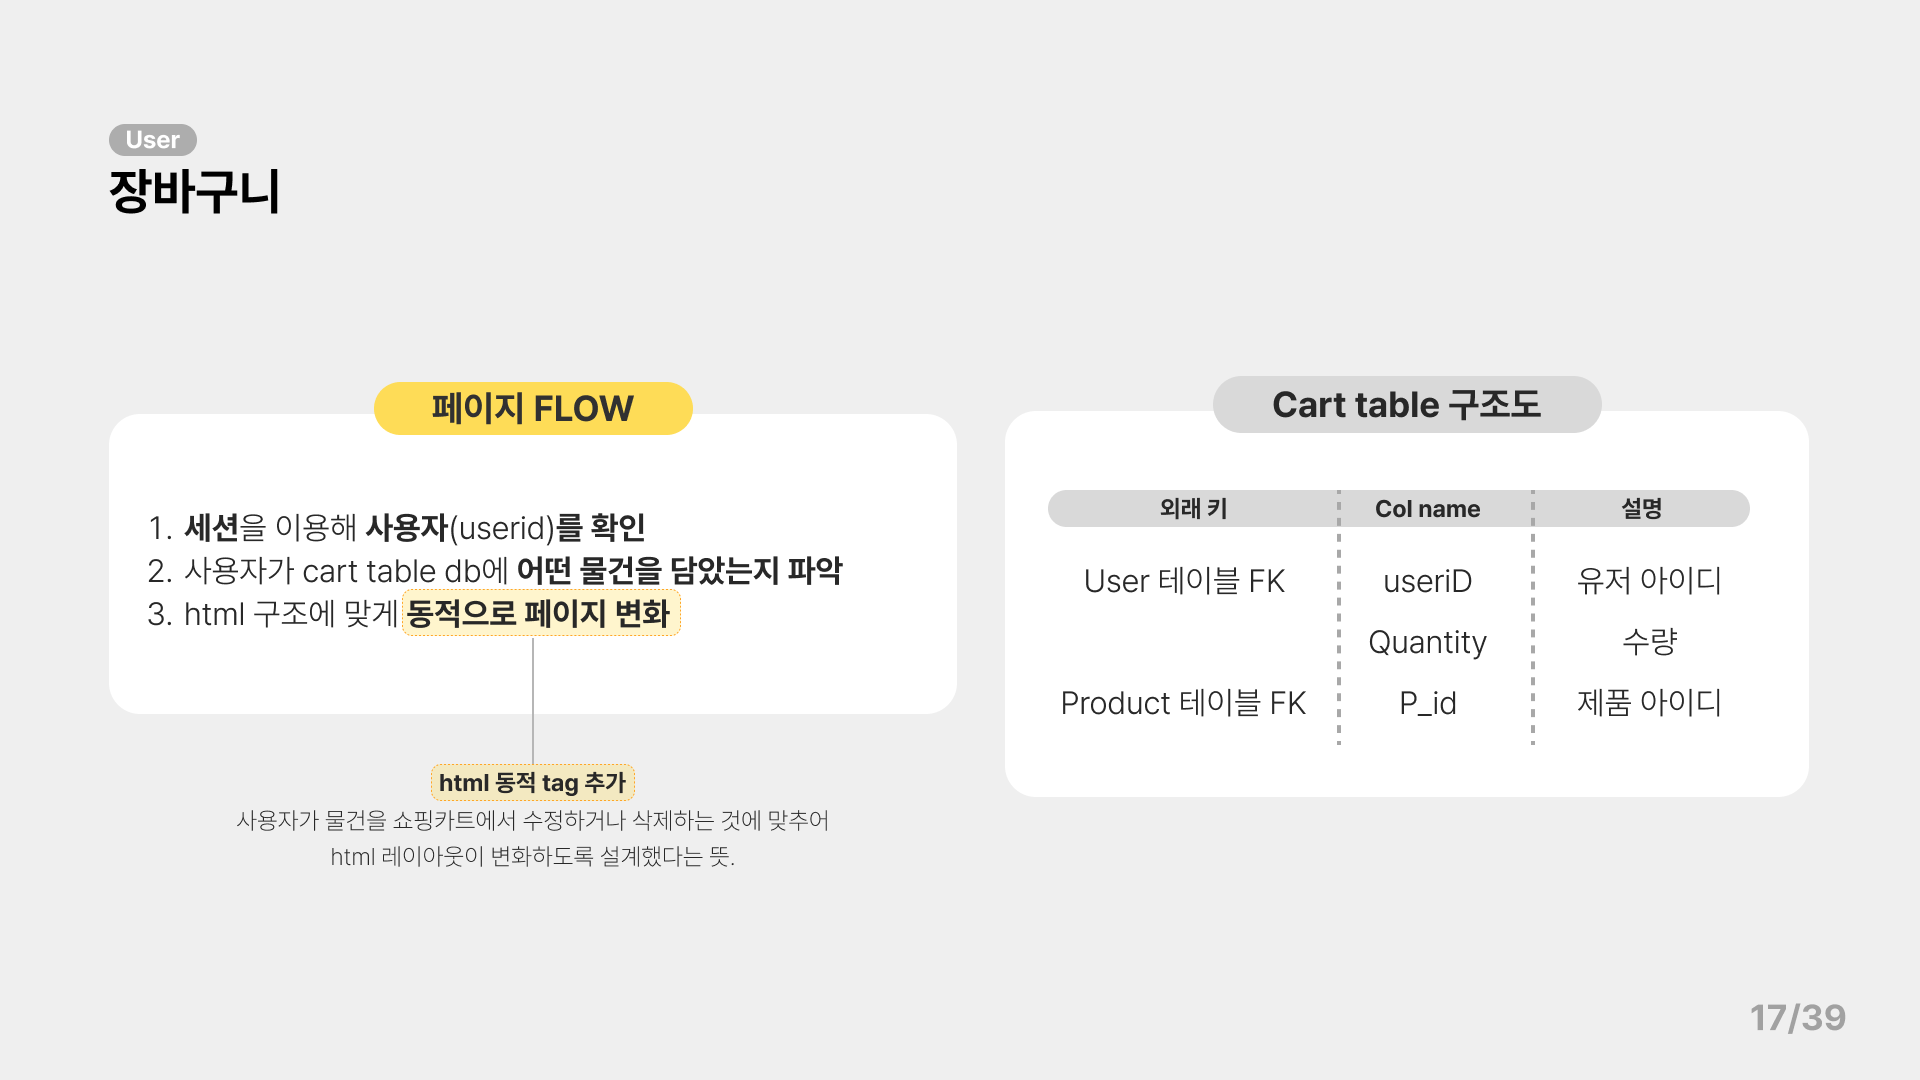 User
장바구니
페이지 FLOW
1. 세션을 이용해 사용자(userid)를 확인
2. 사용자가 cart table db에 어떤 물건을 담았는지 파악
3. html 구조에 맞게 동적으로 페이지 변화
html 동적 tag 추가
사용자가 물건을 쇼핑카트에서 수정하거나 삭제하는 것에 맞추어
html 레이아웃이 변화하도록 설계했다는 뜻.
Cart table 구조도
외래 키 Col name 설명
User 테이블 FK useriD 유저 아이디
Quantity 수량
Product 테이블 FK P_id 제품 아이디
17/39